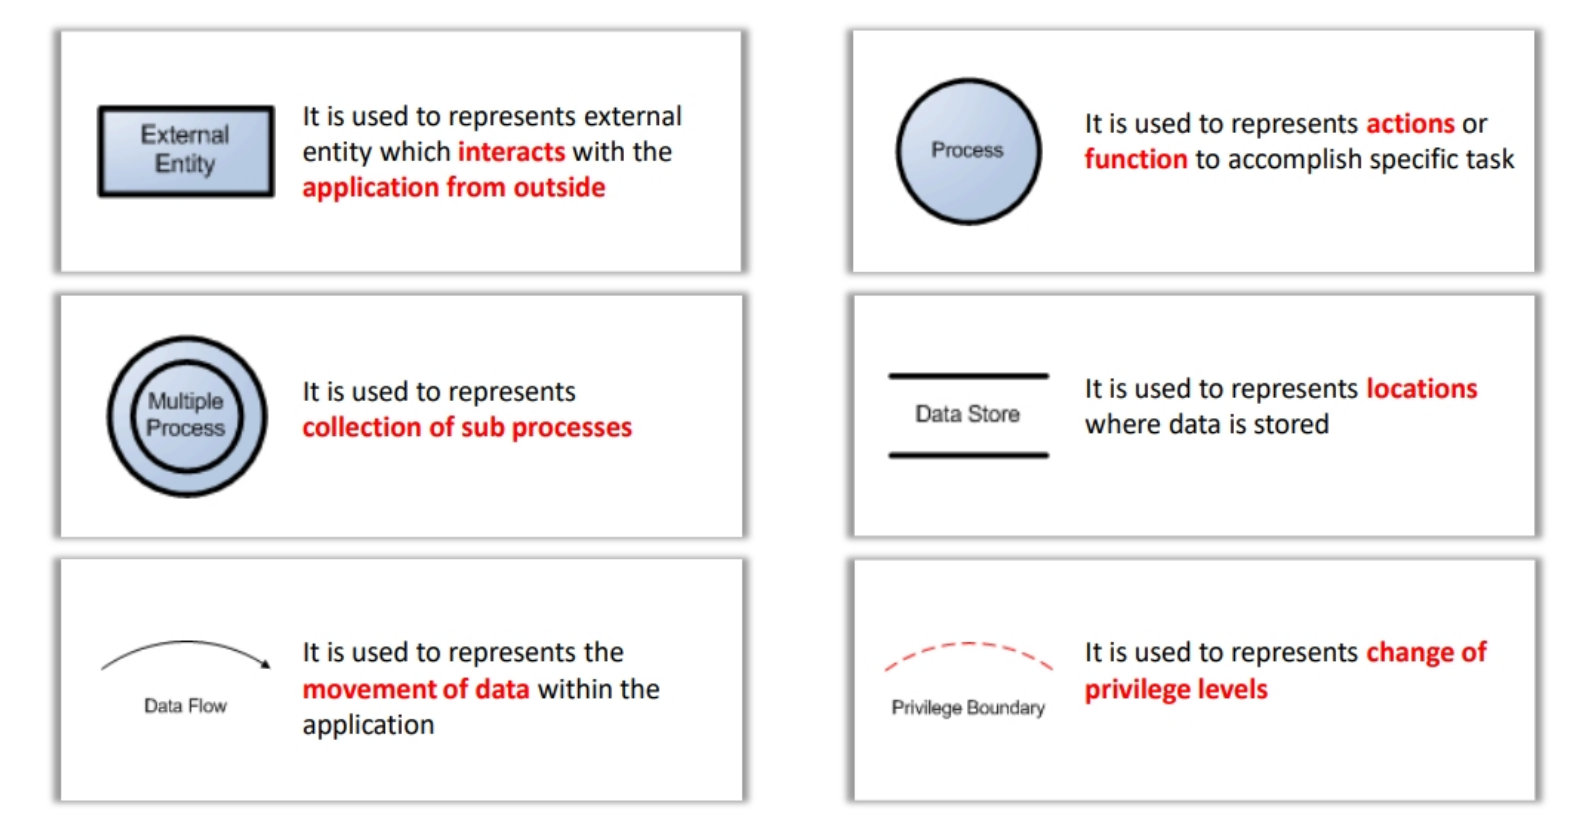 External
Entity
It is used to represents external
entity which interacts with the
application from outside
Process
It is used to represents actions or
function to accomplish specific task
Multiple
Process
It is used to represents
collection of sub processes
Data Store
It is used to represents locations
where data is stored
Data Flow
It is used to represents the
movement of data within the
application
Privilege Boundary
It is used to represents change of
privilege levels